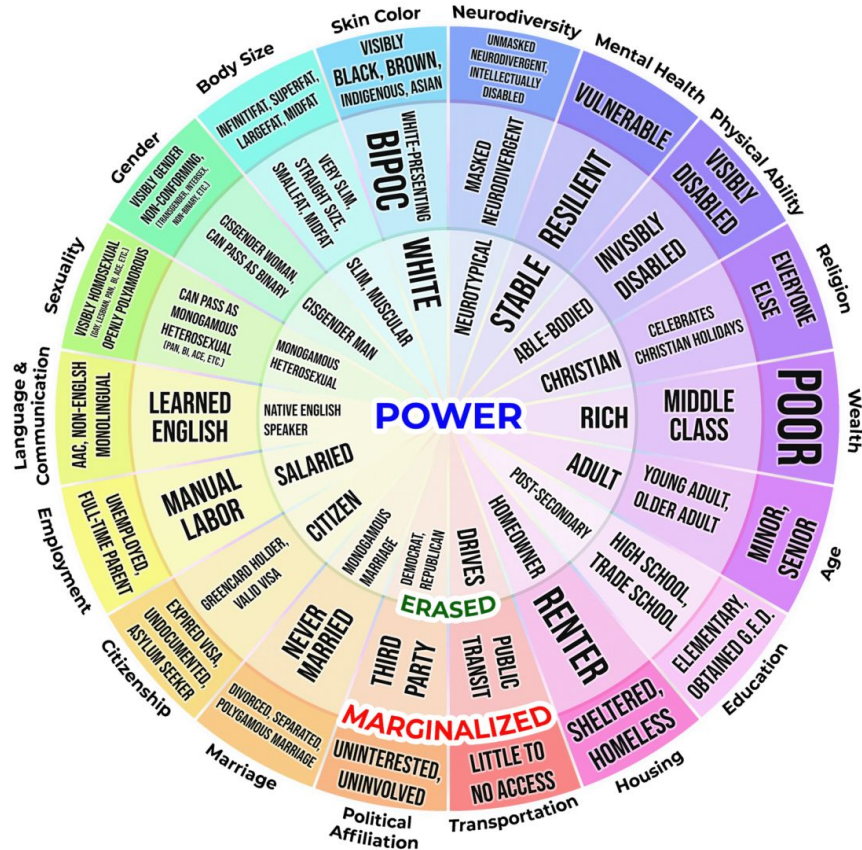 Skin Color
VISIBLY
BLACK, BROWN,
INDIGENOUS, ASIAN
WHITE-PRESENTING
BIPOC
WHITE
Neurodiversity
UNMASKED
NEURODIVERGENT,
INTELLECTUALLY
DISABLED
MASKED
NEURODIVERGENT
NEUROTYPICAL
Mental Health
VULNERABLE
RESILIENT
STABLE
Physical Ability
VISIBLY
DISABLED
INVISIBLY
DISABLED
ABLE-BODIED
Religion
EVERYONE
ELSE
CELEBRATES
CHRISTIAN HOLIDAYS
CHRISTIAN
Wealth
POOR
MIDDLE
CLASS
RICH
Age
MINOR,
SENIOR
YOUNG ADULT,
OLDER ADULT
ADULT
Education
ELEMENTARY,
OBTAINED G.E.D.
HIGH SCHOOL,
TRADE SCHOOL
POST-SECONDARY
Housing
SHELTERED,
HOMELESS
RENTER
HOMEOWNER
Transportation
LITTLE TO
NO ACCESS
PUBLIC
TRANSIT
DRIVES
Political
Affiliation
UNINTERESTED,
UNINVOLVED
THIRD
PARTY
DEMOCRAT,
REPUBLICAN
Marriage
DIVORCED, SEPARATED,
POLYGAMOUS MARRIAGE
NEVER
MARRIED
MONOGAMOUS
MARRIAGE
Citizenship
EXPIRED VISA,
UNDOCUMENTED,
ASYLUM SEEKER
GREENCARD HOLDER,
VALID VISA
CITIZEN
Employment
UNEMPLOYED,
FULL-TIME PARENT
MANUAL
LABOR
SALARIED
Language &
Communication
AAC, NON-ENGLSH
MONOLINGUAL
LEARNED
ENGLISH
NATIVE ENGLISH
SPEAKER
Sexuality
VISIBLY HOMOSEXUAL
(GAY, LESBIAN, PAN, BI, ACE, ETC.)
OPENLY POLYAMOROUS
CAN PASS AS
MONOGAMOUS
HETEROSEXUAL
(PAN, BI, ACE, ETC.)
MONOGAMOUS
HETEROSEXUAL
Gender
VISIBLY GENDER
NON-CONFORMING,
(TRANSGENDER, INTERSEX,
NON-BINARY, ETC.)
CISGENDER WOMAN,
CAN PASS AS BINARY
CISGENDER MAN
Body Size
INFINITIFAT, SUPERFAT,
LARGEFAT, MIDFAT
VERY SLIM,
STRAIGHT SIZE,
SMALLFAT, MIDFAT
SLIM, MUSCULAR
POWER
ERASED
MARGINALIZED